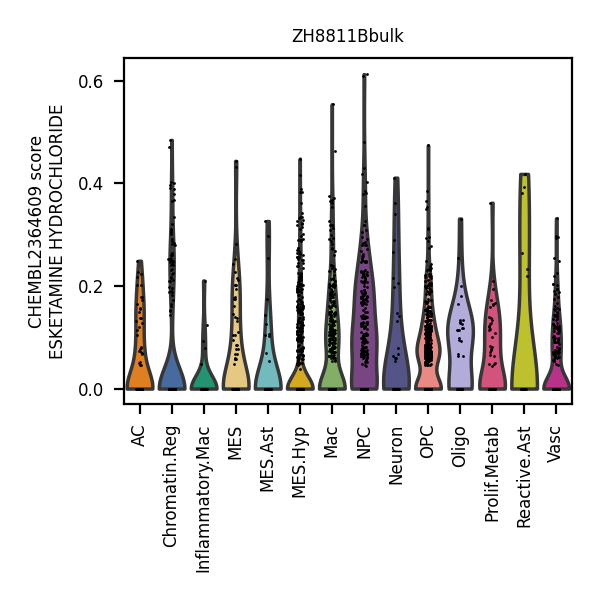 ZH8811Bbulk
CHEMBL2364609 score
ESKETAMINE HYDROCHLORIDE
0.6
0.4
0.2
0.0
AC
Chromatin.Reg
Inflammatory.Mac
MES
MES.Ast
MES.Hyp
Mac
NPC
Neuron
OPC
Oligo
Prolif.Metab
Reactive.Ast
Vasc